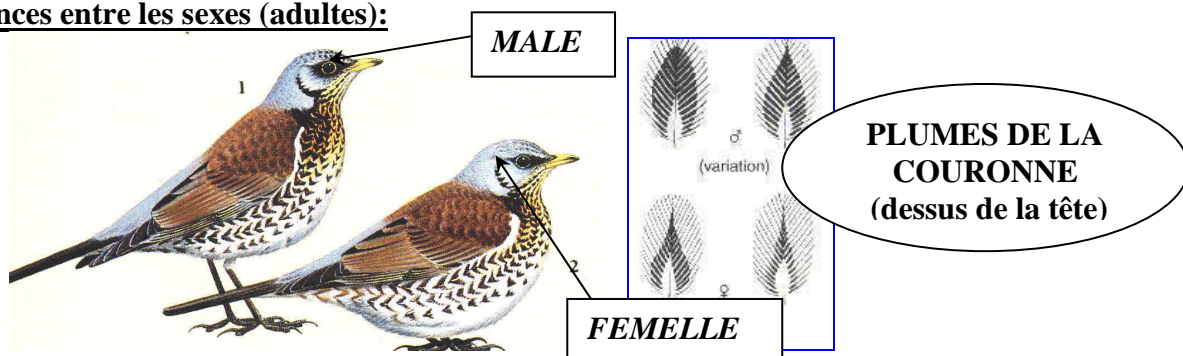 nces entre les sexes (adultes):
MALE
1
♂
(variation)
PLUMES DE LA
COURONNE
(dessus de la tête)
2
♀
FEMELLE